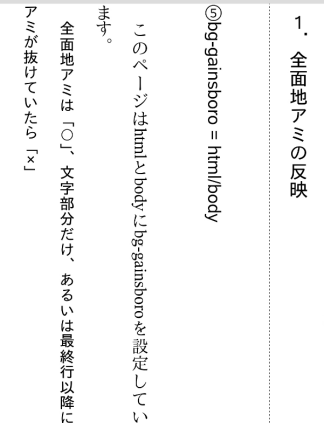 1．全面地アミの反映
⑤bg-gainsboro = html/body
このページはhtmlとbodyにbg-gainsboroを設定してい
ます。
全面地アミは「○」、文字部分だけ、あるいは最終行以降に
アミが抜けていたら「×」